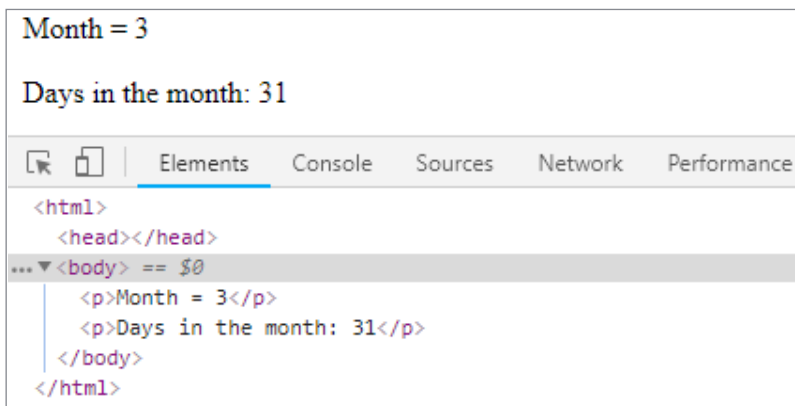 Month = 3
Days in the month: 31
Elements Console Sources Network Performance
<html>
<head></head>
... ▼<body> == $0
<p>Month = 3</p>
<p>Days in the month: 31</p>
</body>
</html>